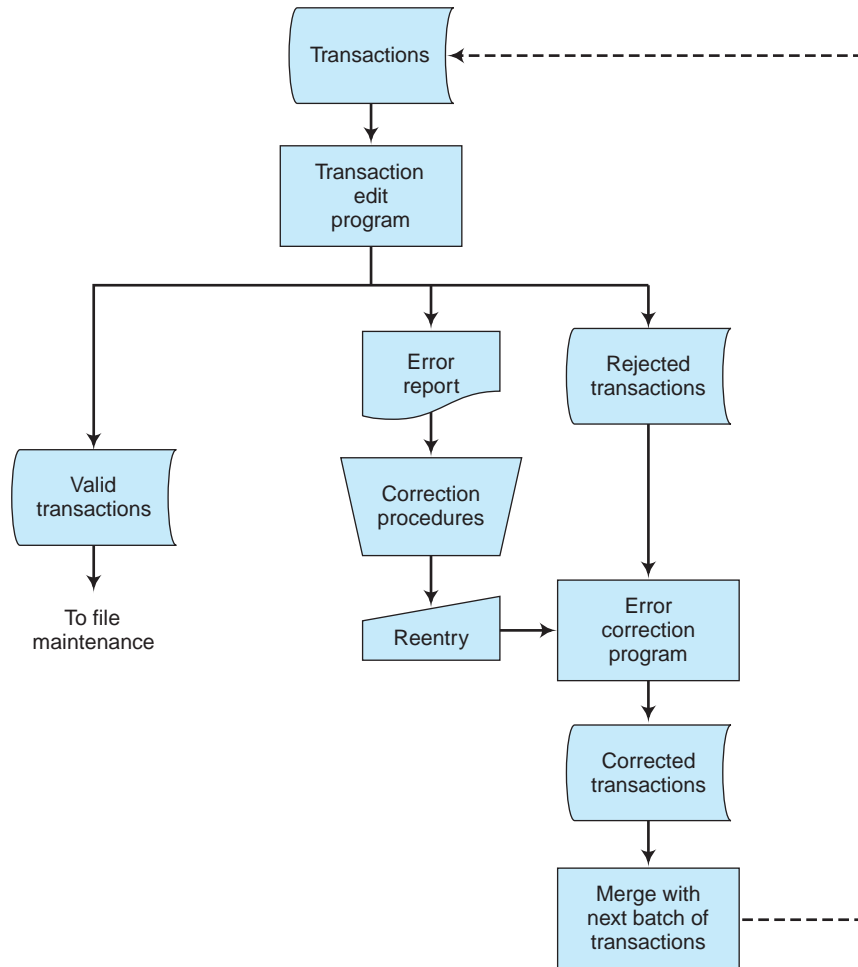 Transactions
Transaction
edit
program
Error
report
Rejected
transactions
Valid
transactions
Correction
procedures
To file
maintenance
Reentry
Error
correction
program
Corrected
transactions
Merge with
next batch of
transactions